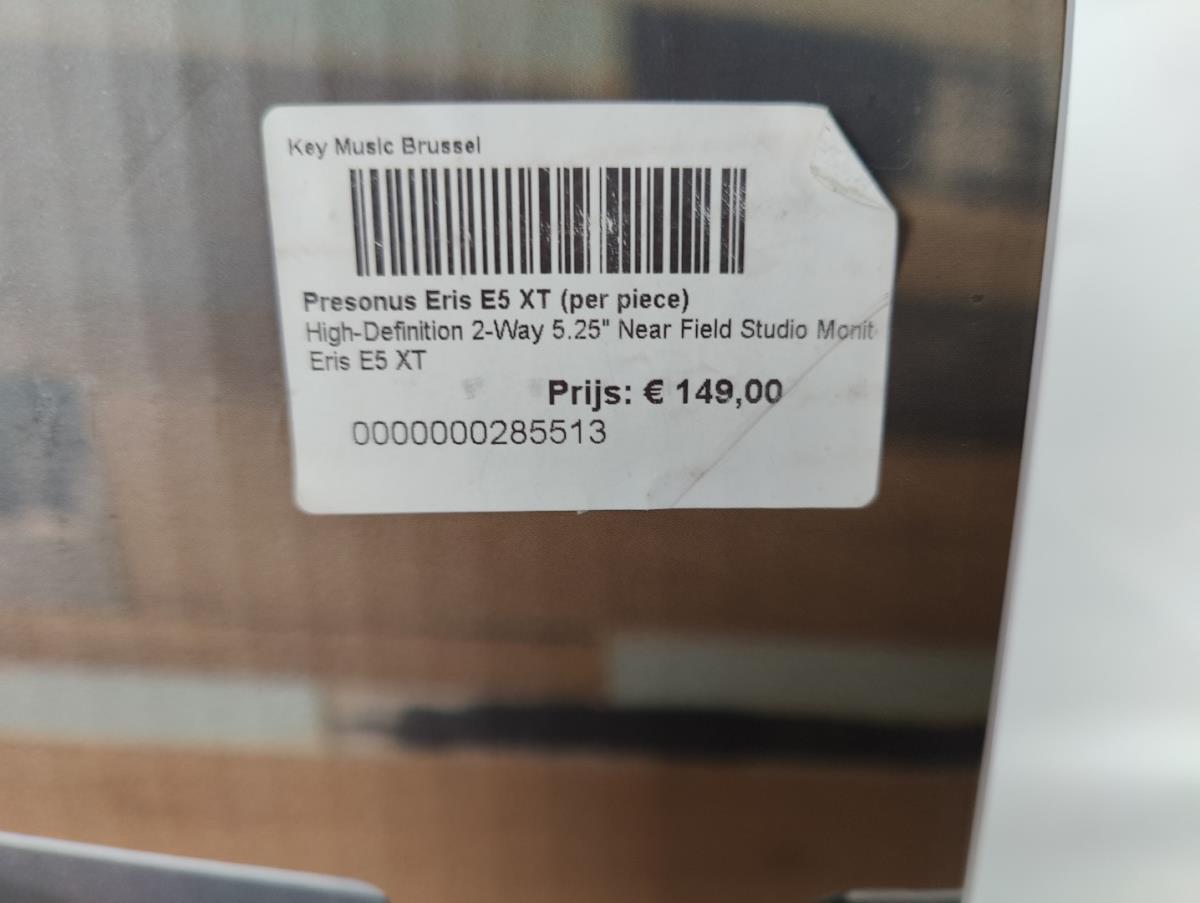 Key Music Brussel
Presonus Eris E5 XT (per piece)
High-Definition 2-Way 5.25" Near Field Studio Monit
Eris E5 XT
Prijs: € 149,00
0000000285513